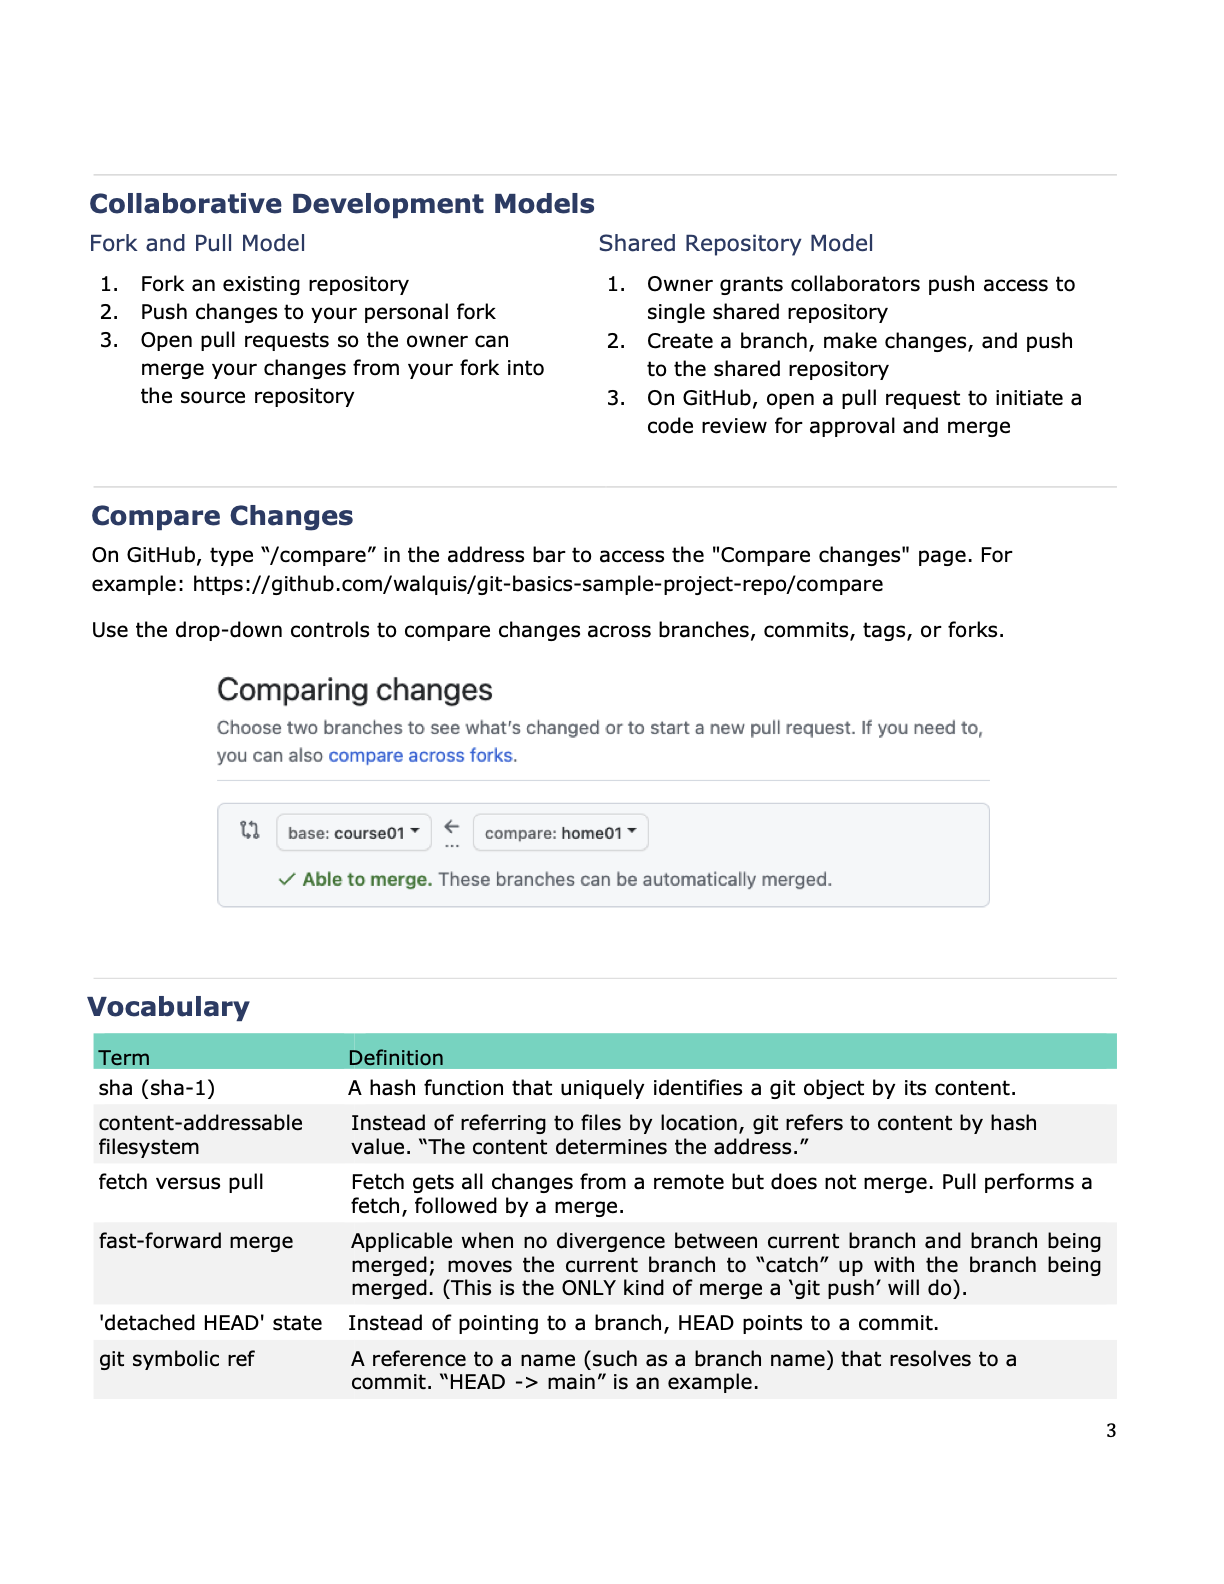 Collaborative Development Models
Fork and Pull Model
1. Fork an existing repository
2. Push changes to your personal fork
3. Open pull requests so the owner can
merge your changes from your fork into
the source repository
Shared Repository Model
1. Owner grants collaborators push access to
single shared repository
2. Create a branch, make changes, and push
to the shared repository
3. On GitHub, open a pull request to initiate a
code review for approval and merge
Compare Changes
On GitHub, type “/compare” in the address bar to access the "Compare changes" page. For
example: https://github.com/walquis/git-basics-sample-project-repo/compare
Use the drop-down controls to compare changes across branches, commits, tags, or forks.
Comparing changes
Choose two branches to see what’s changed or to start a new pull request. If you need to,
you can also compare across forks.
base: course01 ← compare: home01
...
✓ Able to merge. These branches can be automatically merged.
Vocabulary
Term Definition
sha (sha-1) A hash function that uniquely identifies a git object by its content.
content-addressable Instead of referring to files by location, git refers to content by hash
filesystem value. “The content determines the address.”
fetch versus pull Fetch gets all changes from a remote but does not merge. Pull performs a
fetch, followed by a merge.
fast-forward merge Applicable when no divergence between current branch and branch being
merged; moves the current branch to “catch” up with the branch being
merged. (This is the ONLY kind of merge a ‘git push’ will do).
'detached HEAD' state Instead of pointing to a branch, HEAD points to a commit.
git symbolic ref A reference to a name (such as a branch name) that resolves to a
commit. “HEAD -> main” is an example.
3